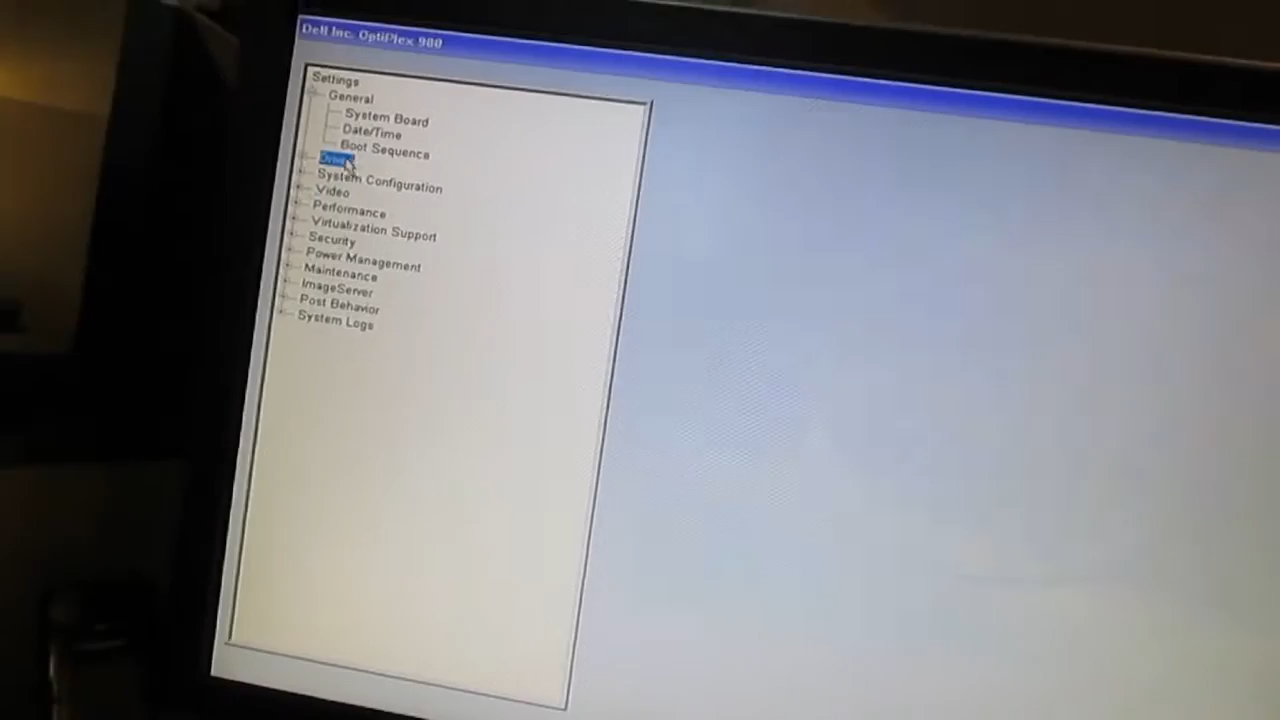 Dell Inc. OptiPlex 980
Settings
General
System Board
Date/Time
Boot Sequence
System Configuration
Video
Performance
Virtualization Support
Security
Power Management
Maintenance
ImageServer
Post Behavior
System Logs